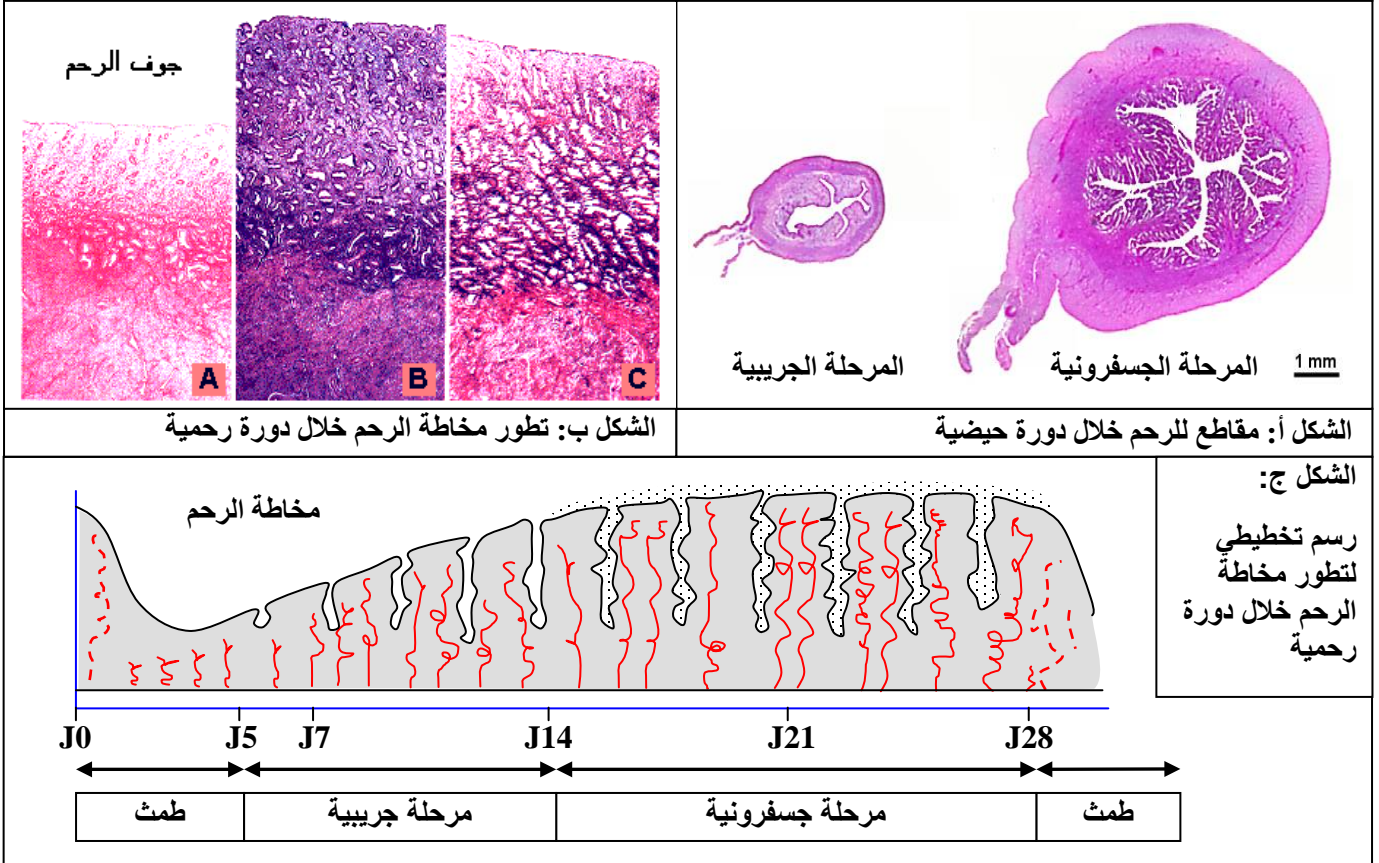 جوف الرحم
A
B
C
المرحلة الجريبية
المرحلة الجسفرونية
1 mm
الشكل أ: مقاطع للرحم خلال دورة حيضية
الشكل ب: تطور مخاطة الرحم خلال دورة رحمية
الشكل ج:
رسم تخطيطي
لتطور مخاطة
الرحم خلال دورة
رحمية
مخاطة الرحم
J0
J5
J7
J14
J21
J28
طمث
مرحلة جريبية
مرحلة جسفرونية
طمث